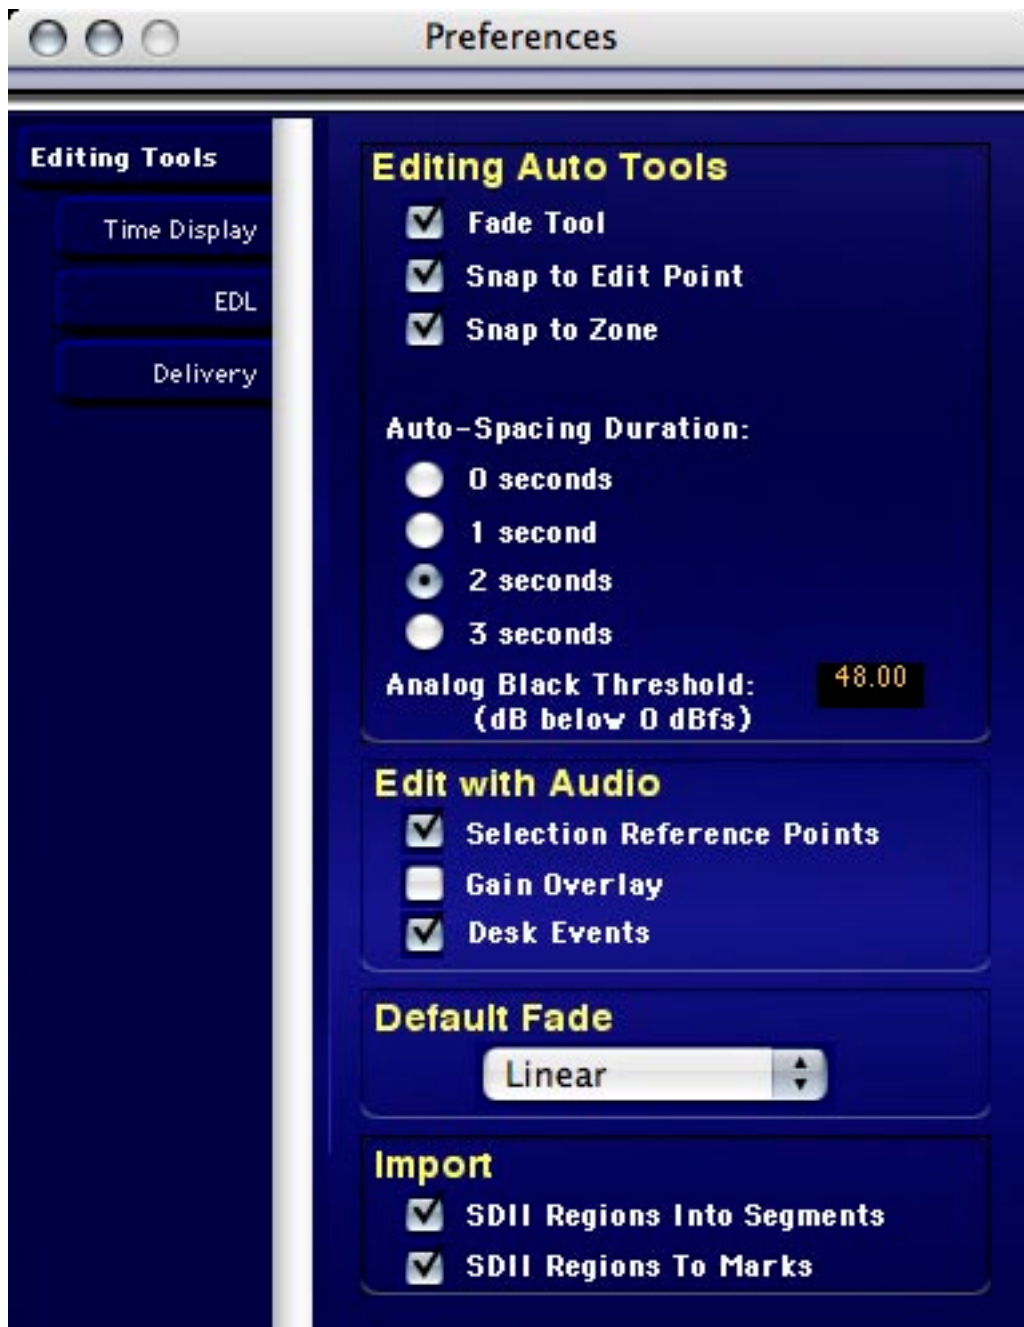 Preferences
Editing Tools
Time Display
EDL
Delivery
Editing Auto Tools
Fade Tool
Snap to Edit Point
Snap to Zone
Auto-Spacing Duration:
0 seconds
1 second
2 seconds
3 seconds
Analog Black Threshold: 48.00
(dB below 0 dBfs)
Edit with Audio
Selection Reference Points
Gain Overlay
Desk Events
Default Fade
Linear
Import
SDII Regions Into Segments
SDII Regions To Marks